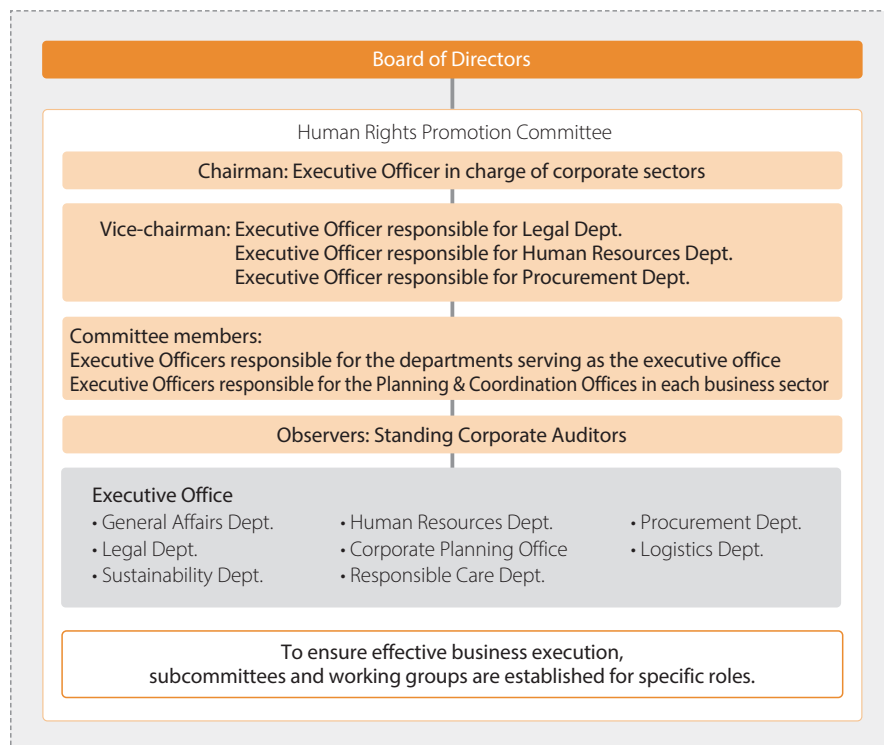 Board of Directors
Human Rights Promotion Committee
Chairman: Executive Officer in charge of corporate sectors
Vice-chairman: Executive Officer responsible for Legal Dept.
Executive Officer responsible for Human Resources Dept.
Executive Officer responsible for Procurement Dept.
Committee members:
Executive Officers responsible for the departments serving as the executive office
Executive Officers responsible for the Planning & Coordination Offices in each business sector
Observers: Standing Corporate Auditors
Executive Office
• General Affairs Dept.
• Legal Dept.
• Sustainability Dept.
• Human Resources Dept.
• Corporate Planning Office
• Responsible Care Dept.
• Procurement Dept.
• Logistics Dept.
To ensure effective business execution,
subcommittees and working groups are established for specific roles.